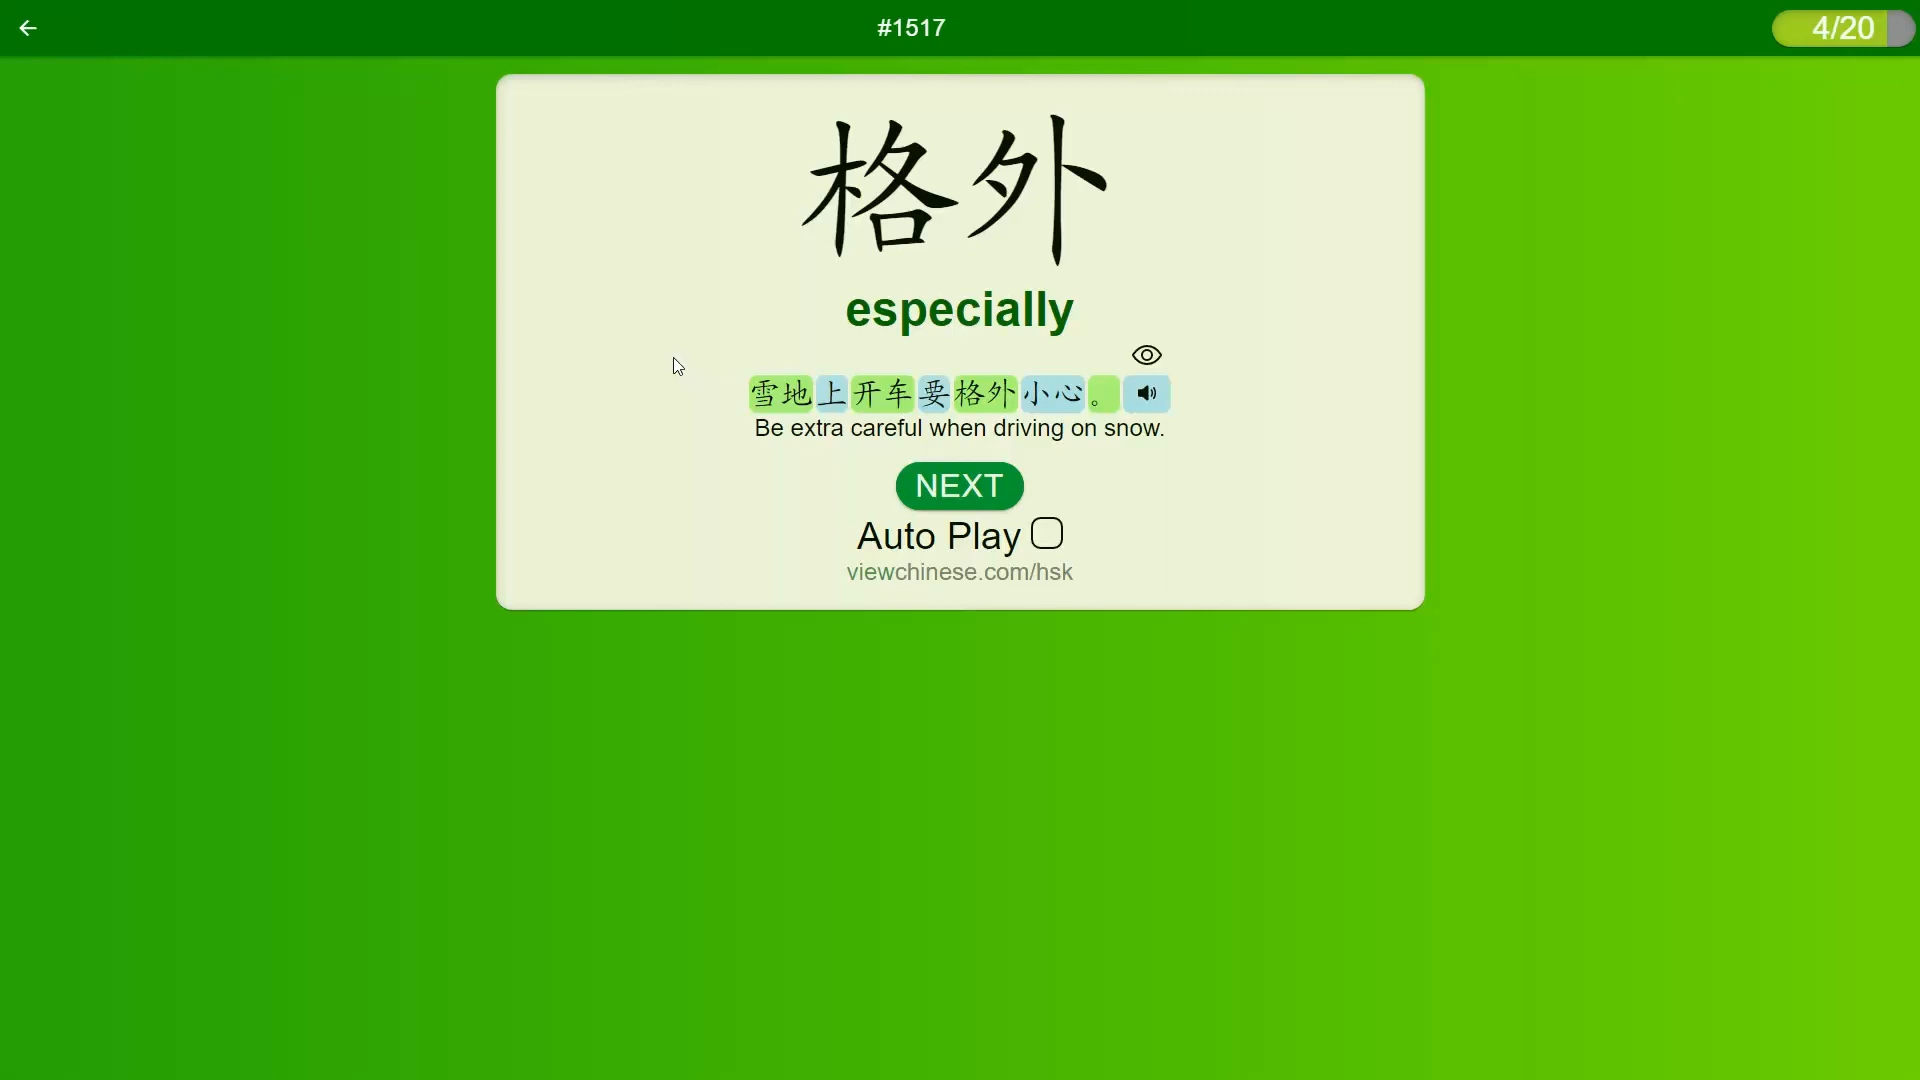 #1517
4/20
格外
especially
雪地上开车要格外小心。
Be extra careful when driving on snow.
NEXT
Auto Play
viewchinese.com/hsk